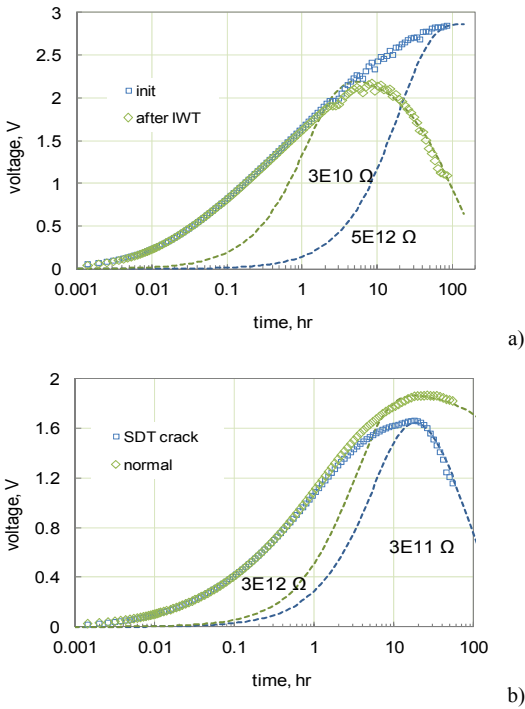 3
2.5
2
1.5
1
0.5
0
voltage, V
init
after IWT
3E10 Ω
5E12 Ω
0.001 0.01 0.1 1 10 100
time, hr
a)
2
1.6
1.2
0.8
0.4
0
voltage, V
SDT crack
normal
3E11 Ω
3E12 Ω
0.001 0.01 0.1 1 10 100
time, hr
b)